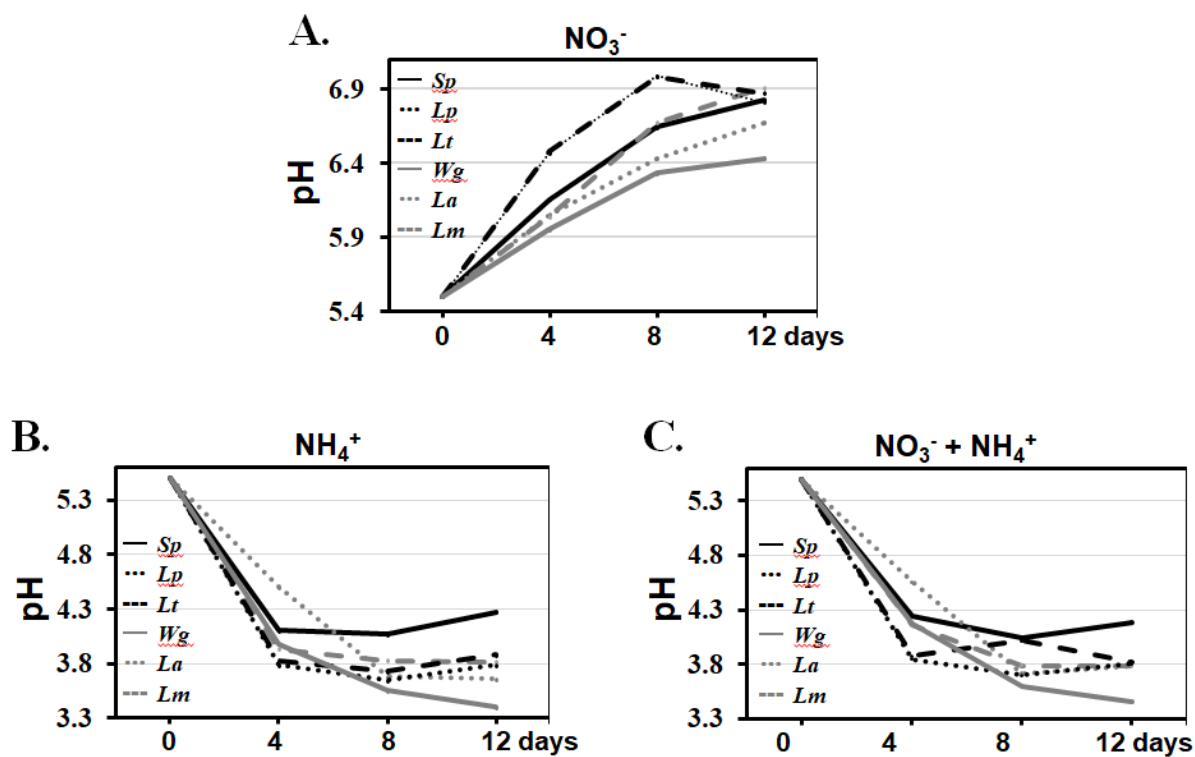 A.
NO₃⁻
pH
6.9
6.4
5.9
5.4
Sp
Lp
Lt
Wg
La
Lm
0 4 8 12 days
B.
NH₄⁺
pH
5.3
4.8
4.3
3.8
3.3
Sp
Lp
Lt
Wg
La
Lm
0 4 8 12 days
C.
NO₃⁻ + NH₄⁺
pH
5.3
4.8
4.3
3.8
3.3
Sp
Lp
Lt
Wg
La
Lm
0 4 8 12 days